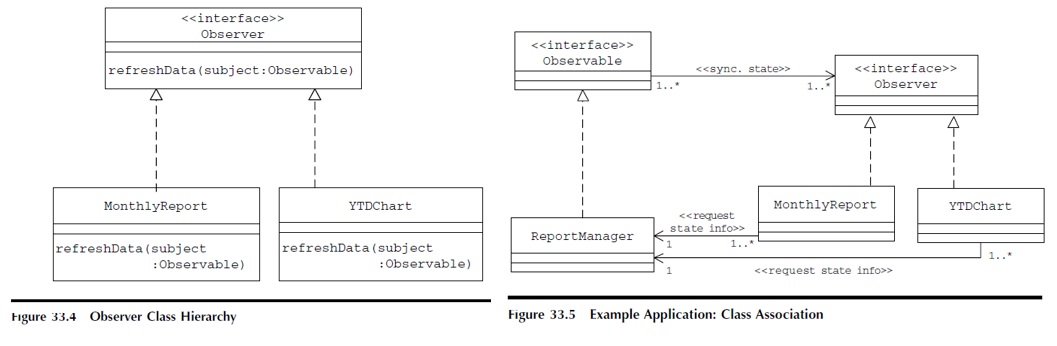 <<interface>>
Observer
refreshData(subject:Observable)
MonthlyReport
refreshData(subject
:Observable)
YTDChart
refreshData(subject
:Observable)
Figure 33.4 Observer Class Hierarchy
<<interface>>
Observable
<<sync. state>>
1..*
1..*
<<interface>>
Observer
MonthlyReport
YTDChart
<<request
state info>>
ReportManager
1
1..*
1
1..*
<<request state info>>
Figure 33.5 Example Application: Class Association